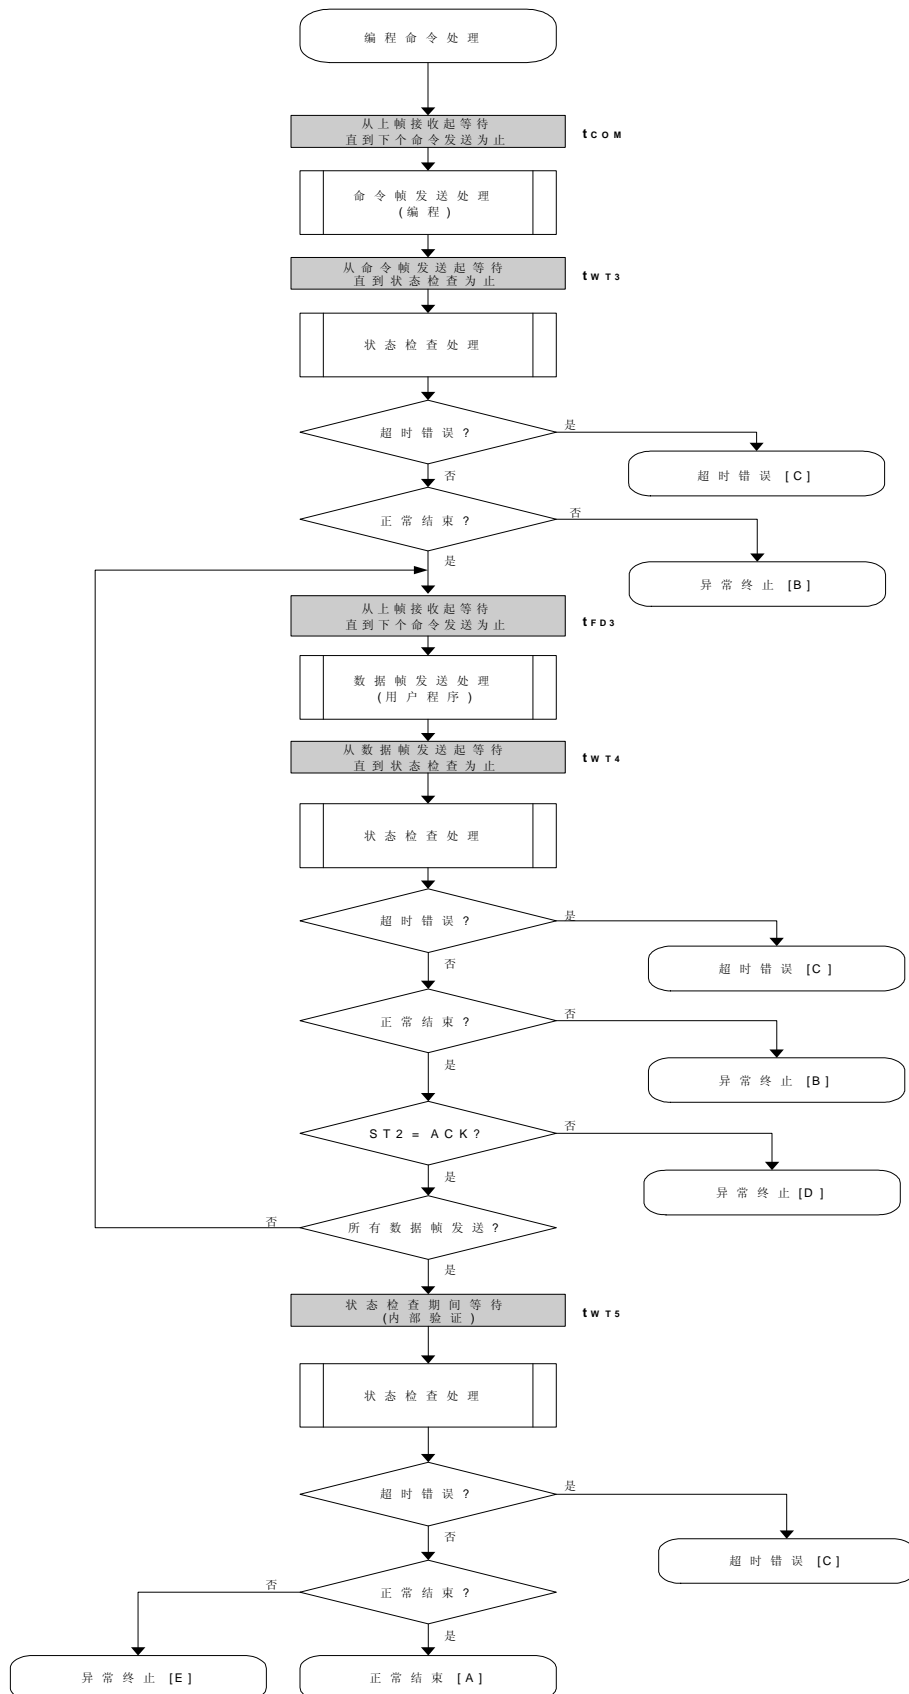 编程命令处理
从上帧接收起等待
直到下个命令发送为止
tCOM
命令帧发送处理
(编程)
从命令帧发送起等待
直到状态检查为止
tWT3
状态检查处理
超时错误?
是
超时错误 [C]
否
正常结束?
否
异常终止 [B]
是
从上帧接收起等待
直到下个命令发送为止
tFD3
数据帧发送处理
(用户程序)
从数据帧发送起等待
直到状态检查为止
tWT4
状态检查处理
超时错误?
是
超时错误 [C]
否
正常结束?
否
异常终止 [B]
是
ST2 = ACK?
否
异常终止[D]
是
所有数据帧发送?
否
是
状态检查期间等待
(内部验证)
tWT5
状态检查处理
超时错误?
是
超时错误[C]
否
正常结束?
否
是
异常终止 [E]
正常结束 [A]